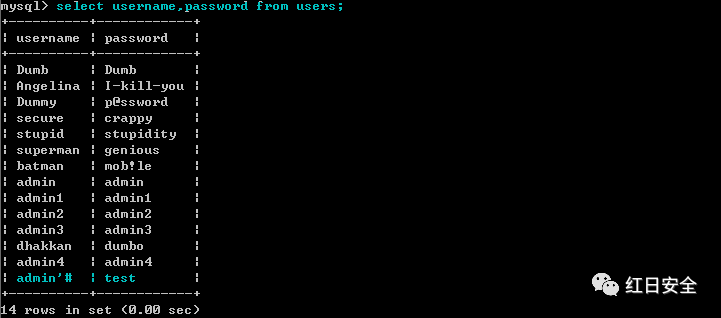 mysql> select username,password from users;
+----------+------------+
| username | password   |
+----------+------------+
| Dumb     | Dumb       |
| Angelina | I-kill-you |
| Dummy    | p@ssword   |
| secure   | crappy     |
| stupid   | stupidity  |
| superman | genious    |
| batman   | mob!le     |
| admin    | admin      |
| admin1   | admin1     |
| admin2   | admin2     |
| admin3   | admin3     |
| dhakkan  | dumbo      |
| admin4   | admin4     |
| admin'#  | test       |
+----------+------------+
14 rows in set (0.00 sec)
红日安全